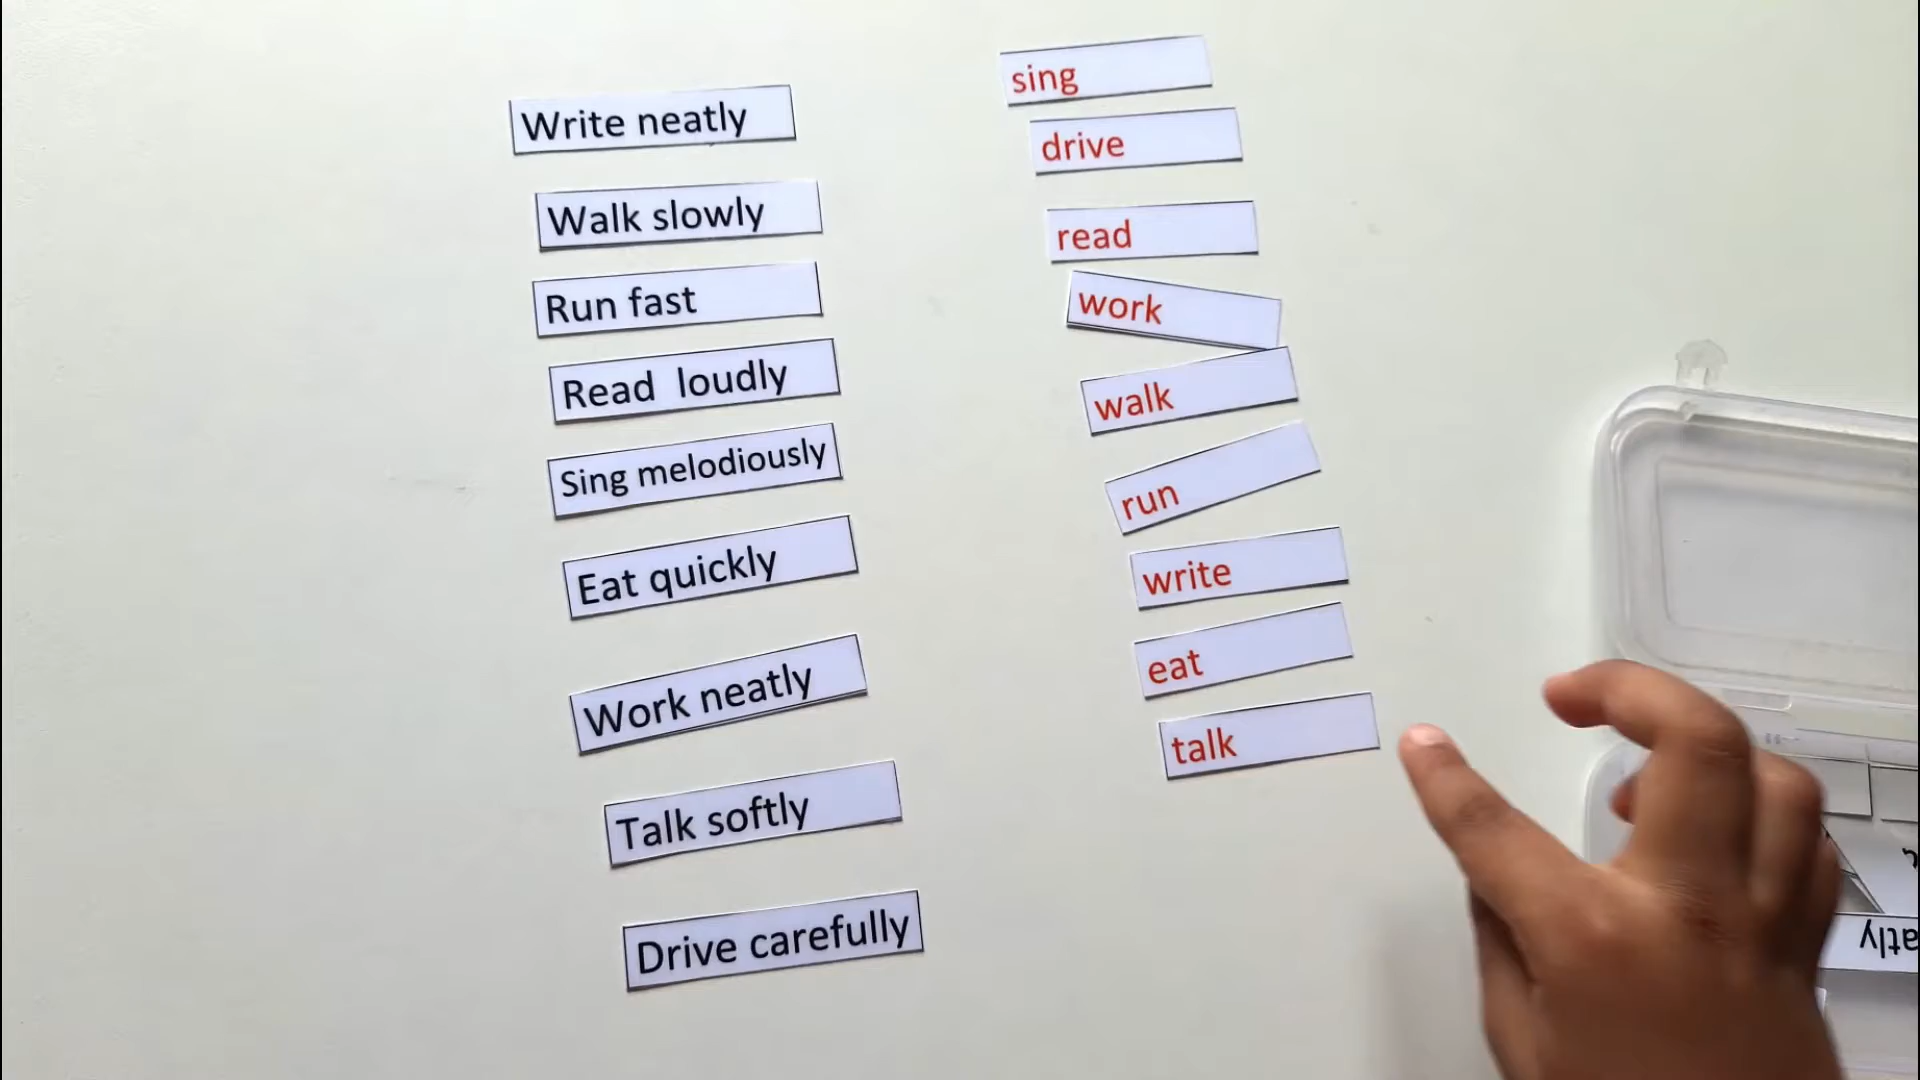 Write neatly
Walk slowly
Run fast
Read loudly
Sing melodiously
Eat quickly
Work neatly
Talk softly
Drive carefully
sing
drive
read
work
walk
run
write
eat
talk
atly